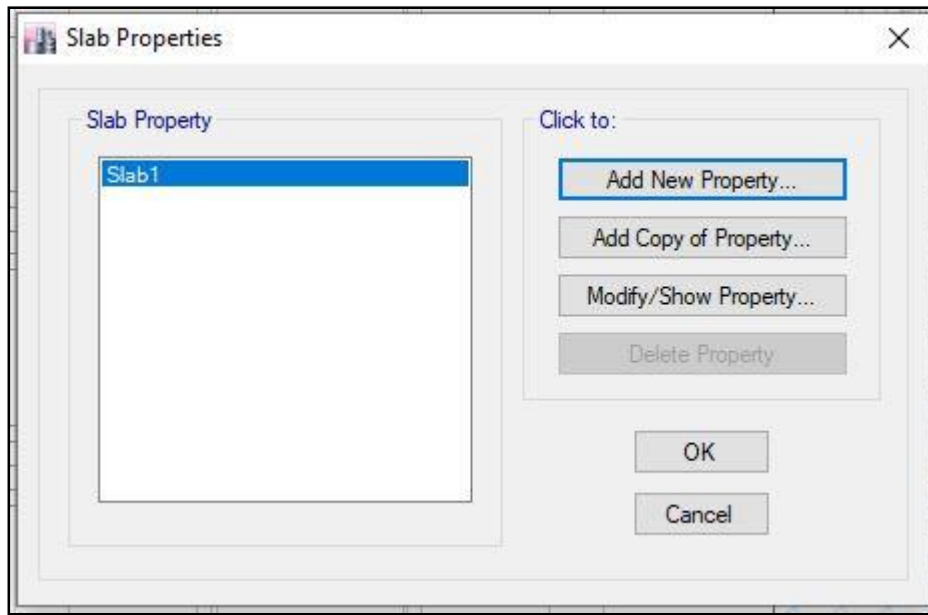 Slab Properties
Slab Property
Slab1
Click to:
Add New Property...
Add Copy of Property...
Modify/Show Property...
Delete Property
OK
Cancel